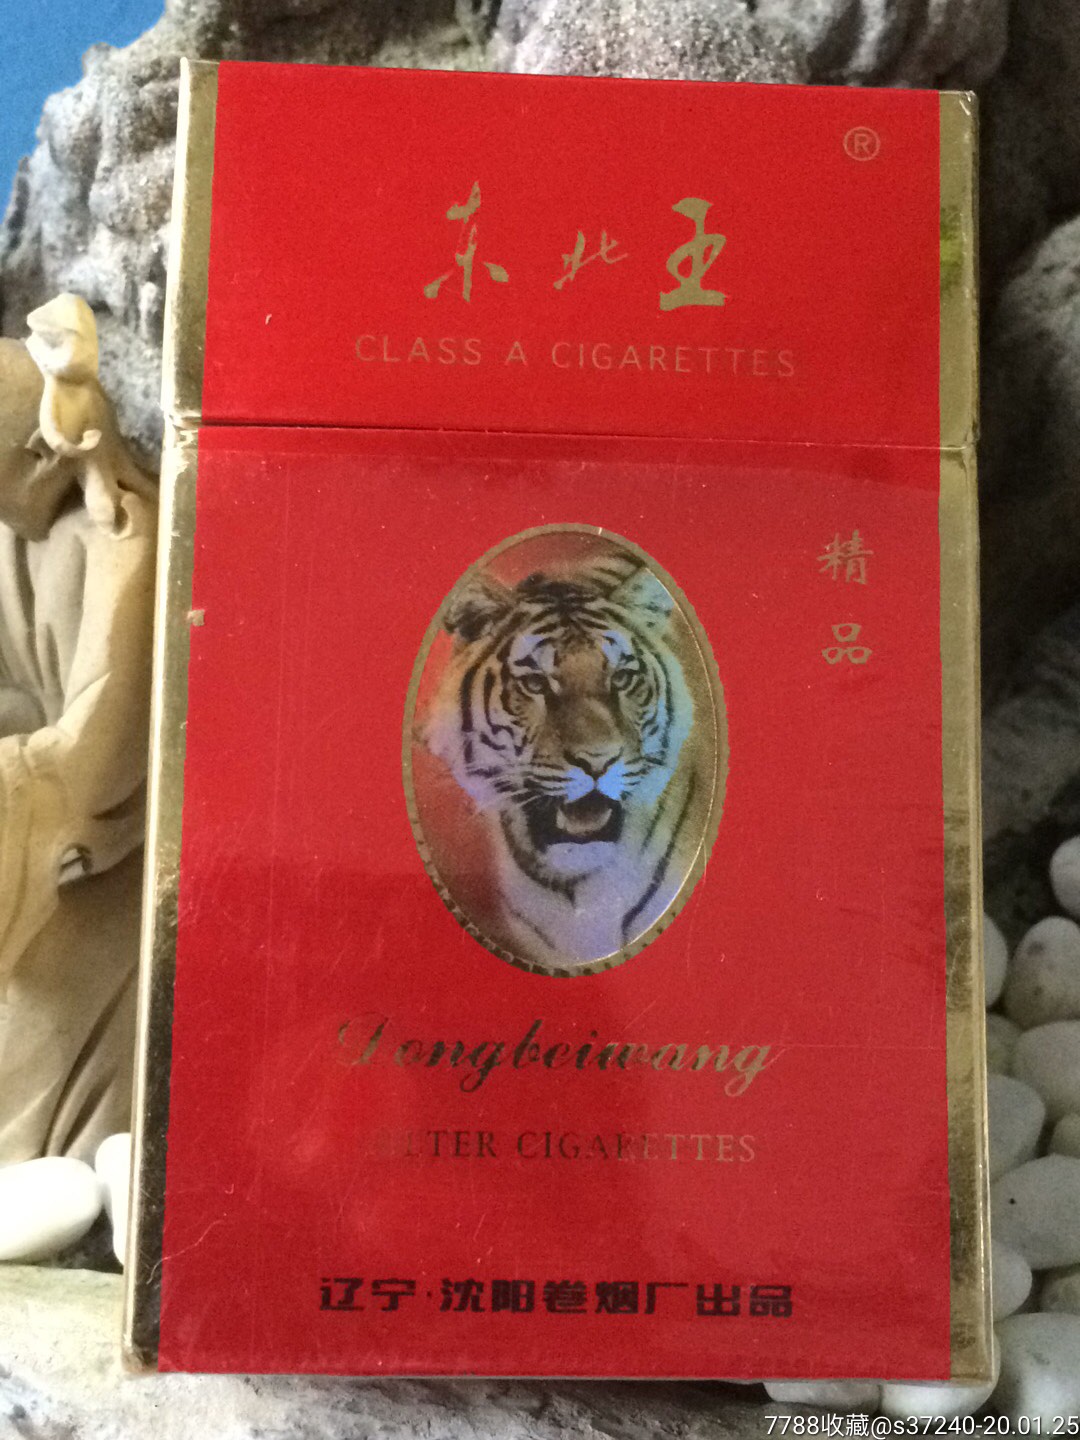 ®
东北王
CLASS A CIGARETTES
精
品
Dongbeiwang
FILTER CIGARETTES
辽宁·沈阳卷烟厂出品
7788收藏@s37240-20.01.25